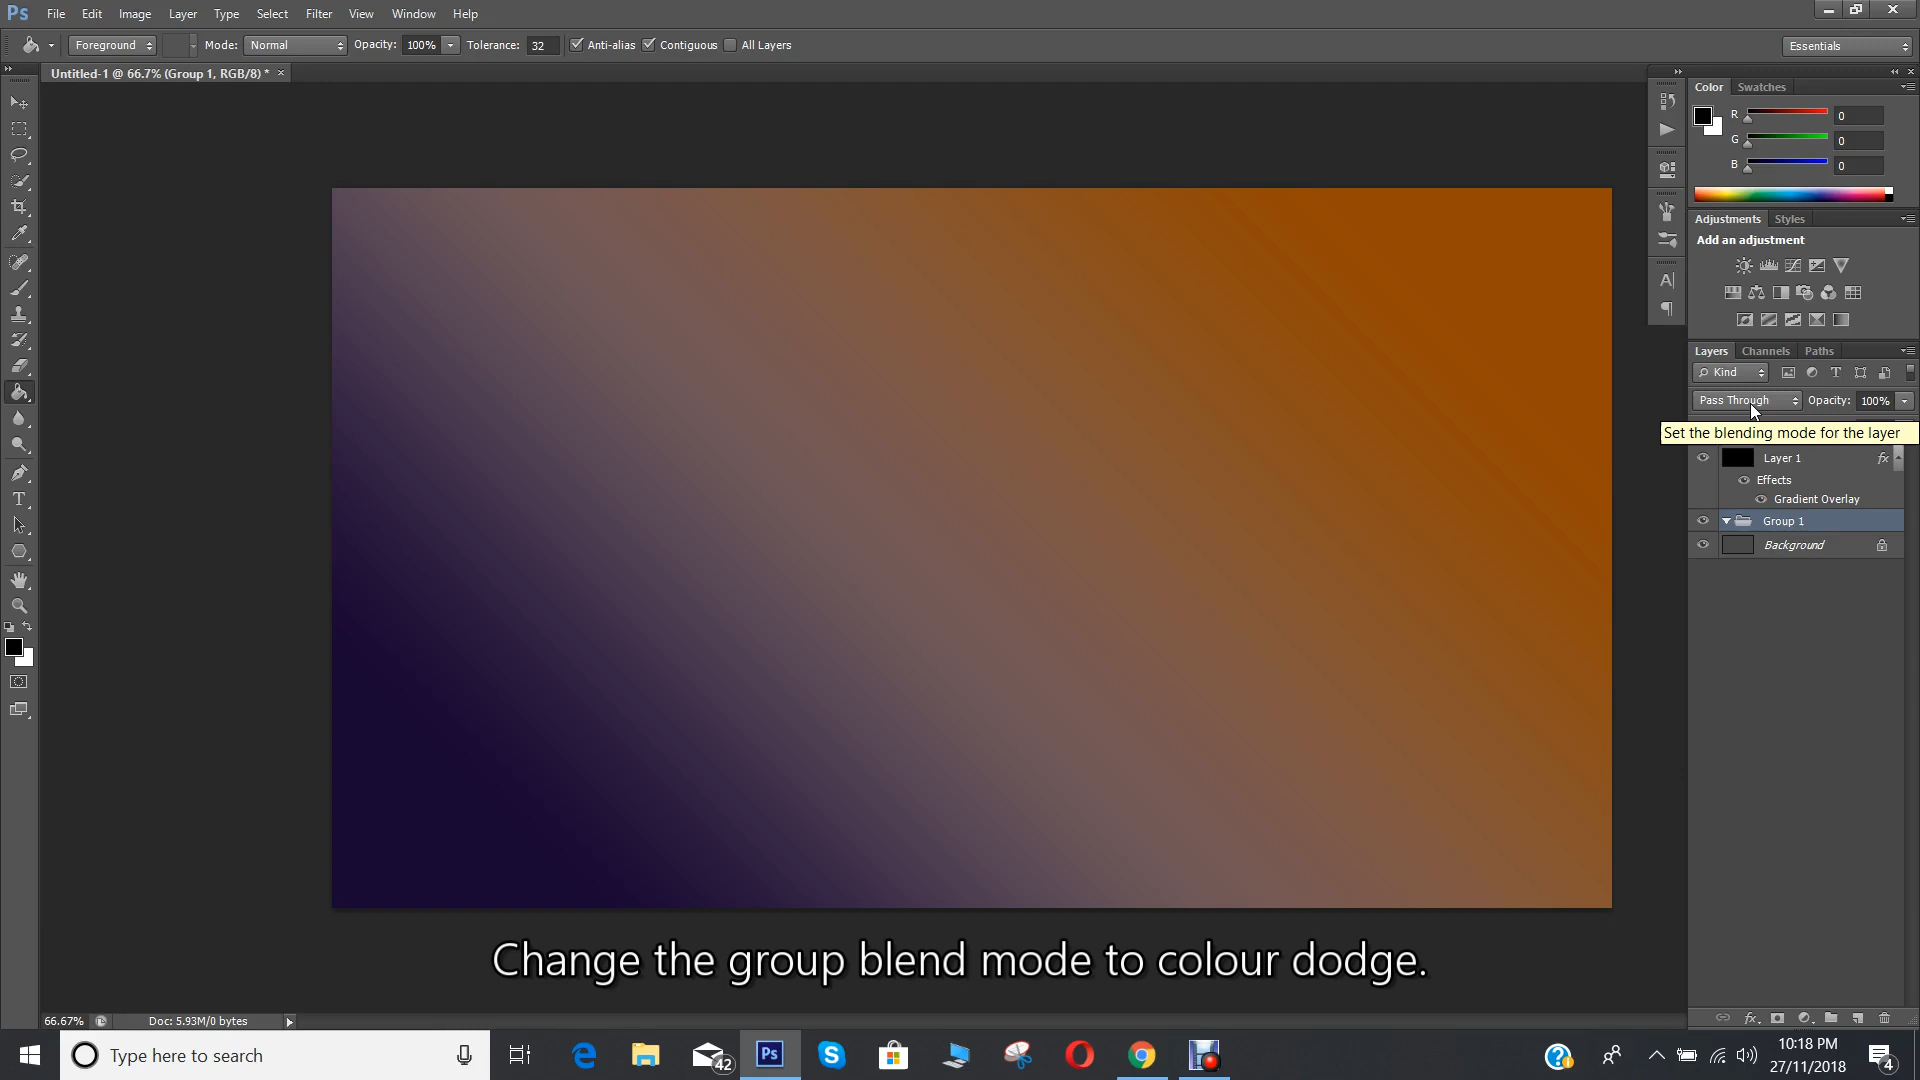 Ps File Edit Image Layer Type Select Filter View Window Help
Foreground Mode: Normal Opacity: 100% Tolerance: 32 Anti-alias Contiguous All Layers Essentials
Untitled-1 @ 66.7% (Group 1, RGB/8) * ×
Color Swatches
R 0
G 0
B 0
Adjustments Styles
Add an adjustment
Layers Channels Paths
Kind
Pass Through Opacity: 100%
Set the blending mode for the layer
Layer 1 fx
Effects
Gradient Overlay
Group 1
Background
Change the group blend mode to colour dodge.
66.67% Doc: 5.93M/0 bytes
Type here to search
42
Ps
10:18 PM
27/11/2018
4